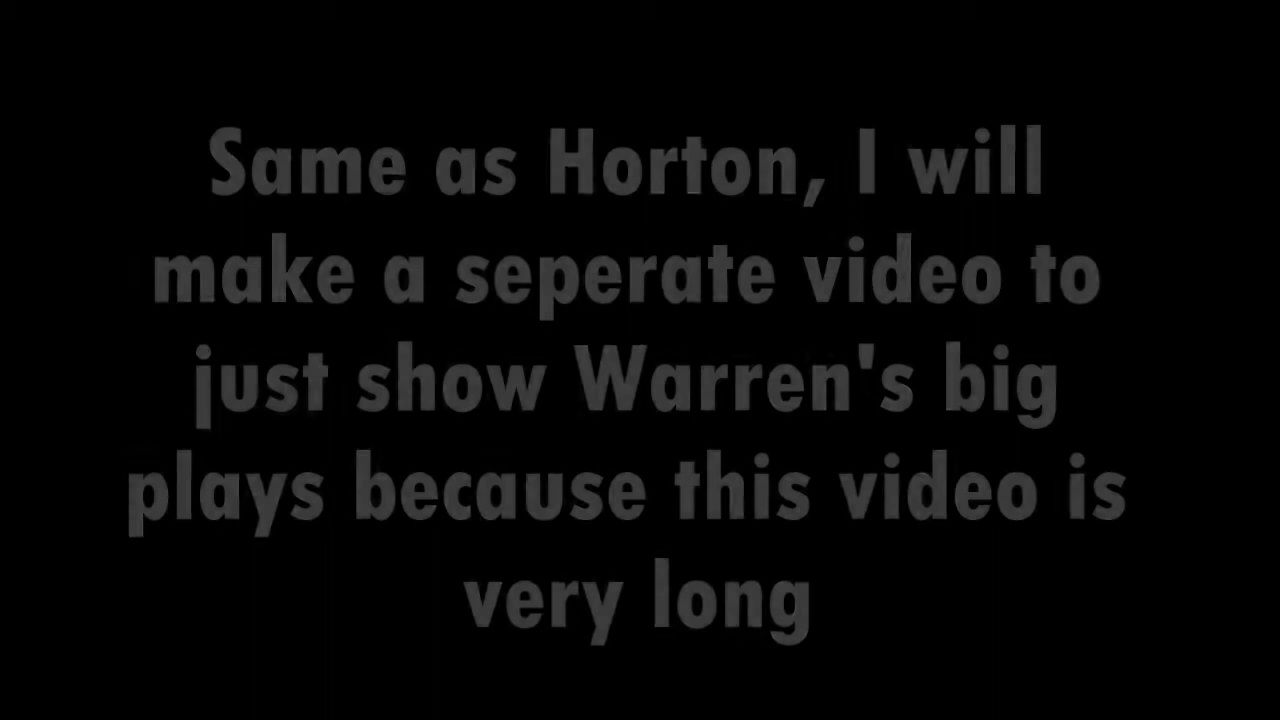 Same as Horton, I will
make a seperate video to
just show Warren's big
plays because this video is
very long